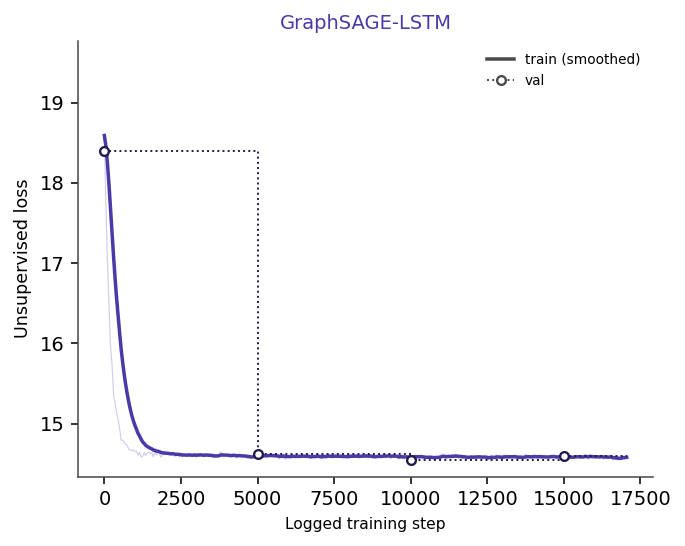 GraphSAGE-LSTM
train (smoothed)
val
Unsupervised loss
19
18
17
16
15
0 2500 5000 7500 10000 12500 15000 17500
Logged training step